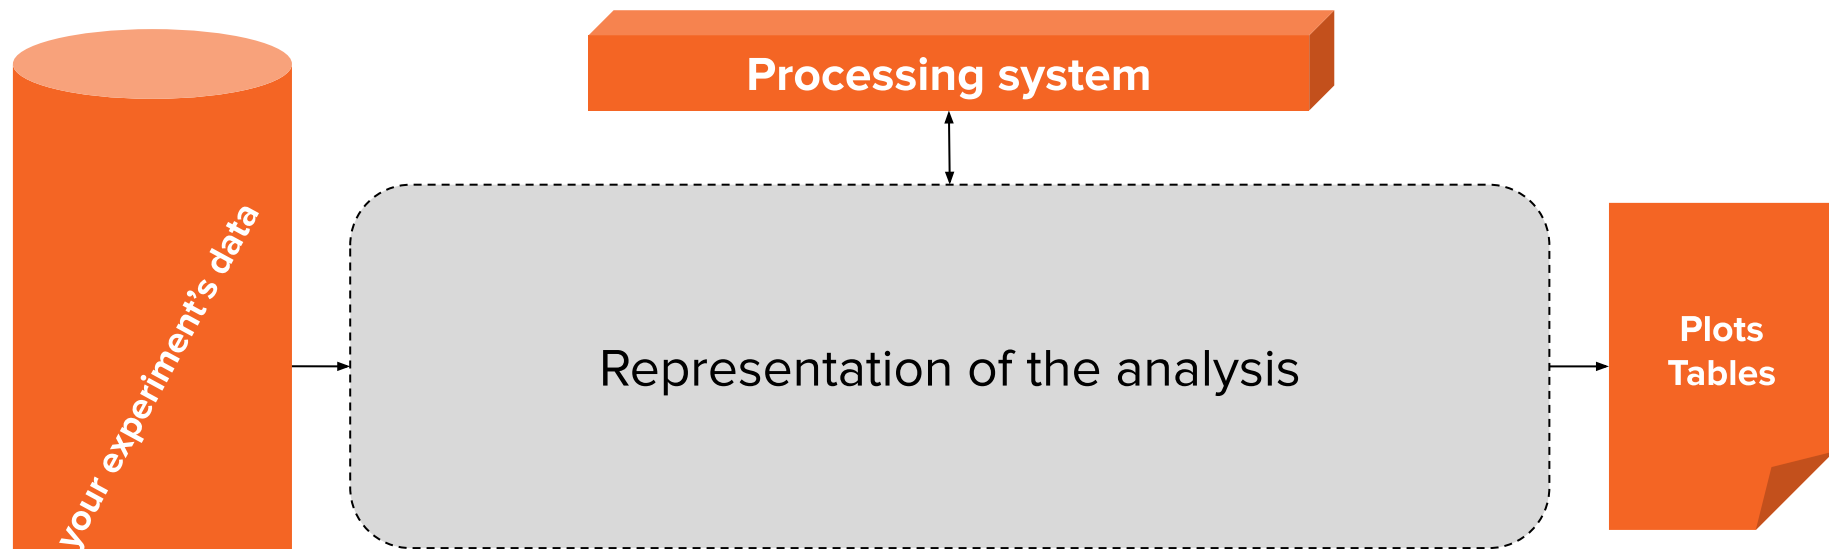 Processing system
your experiment's data
Representation of the analysis
Plots
Tables